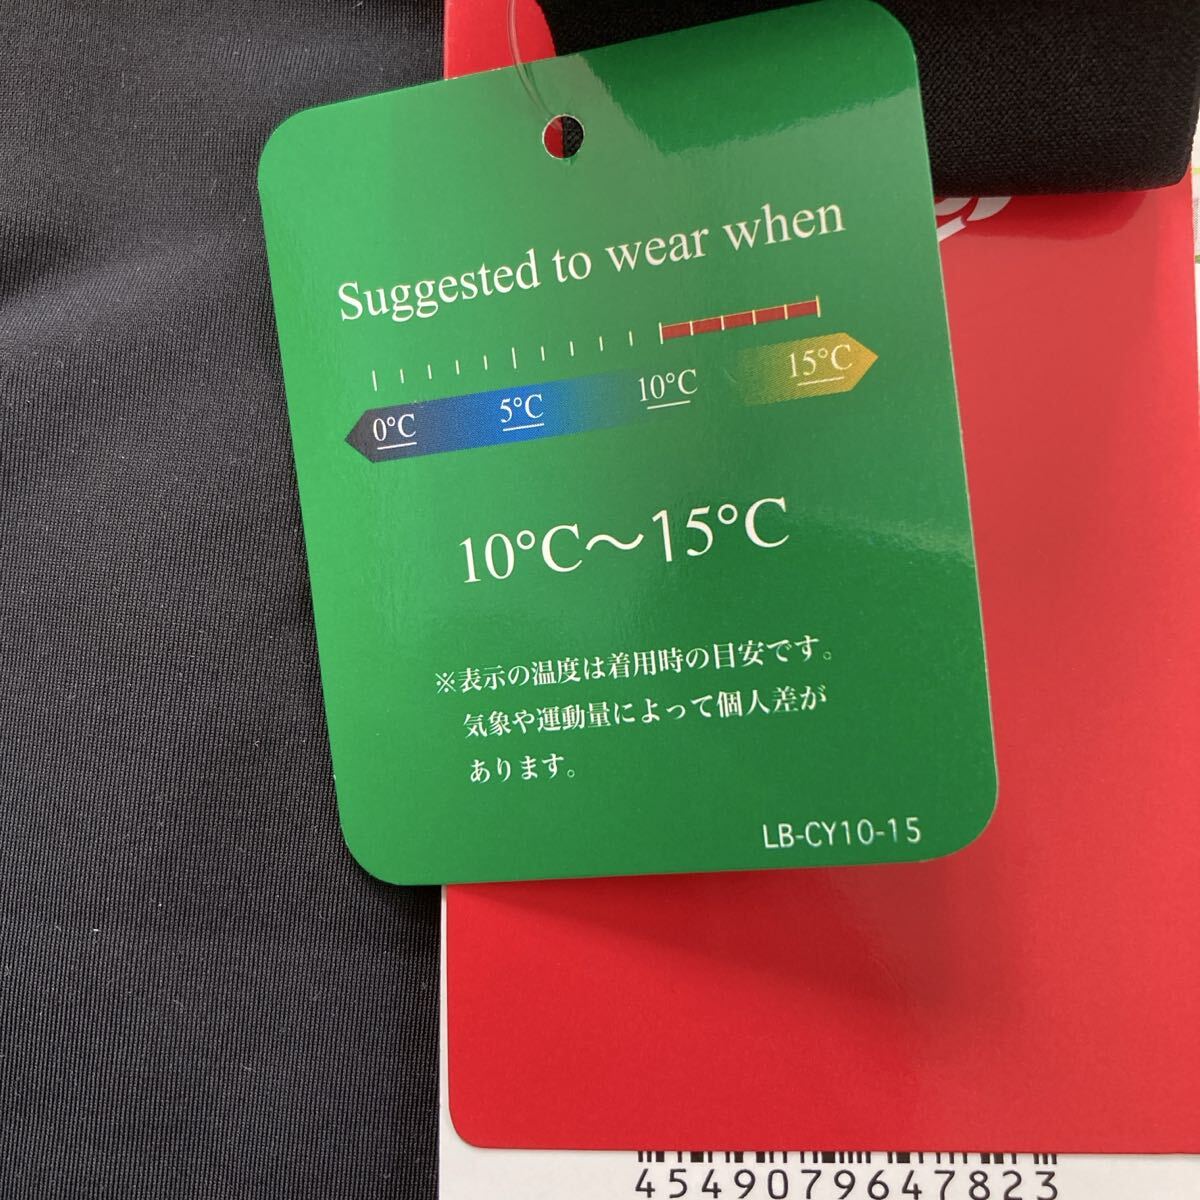 Suggested to wear when
0°C 5°C 10°C 15°C
10°C～15°C
※表示の温度は着用時の目安です。
気象や運動量によって個人差が
あります。
LB-CY10-15
4549079647823